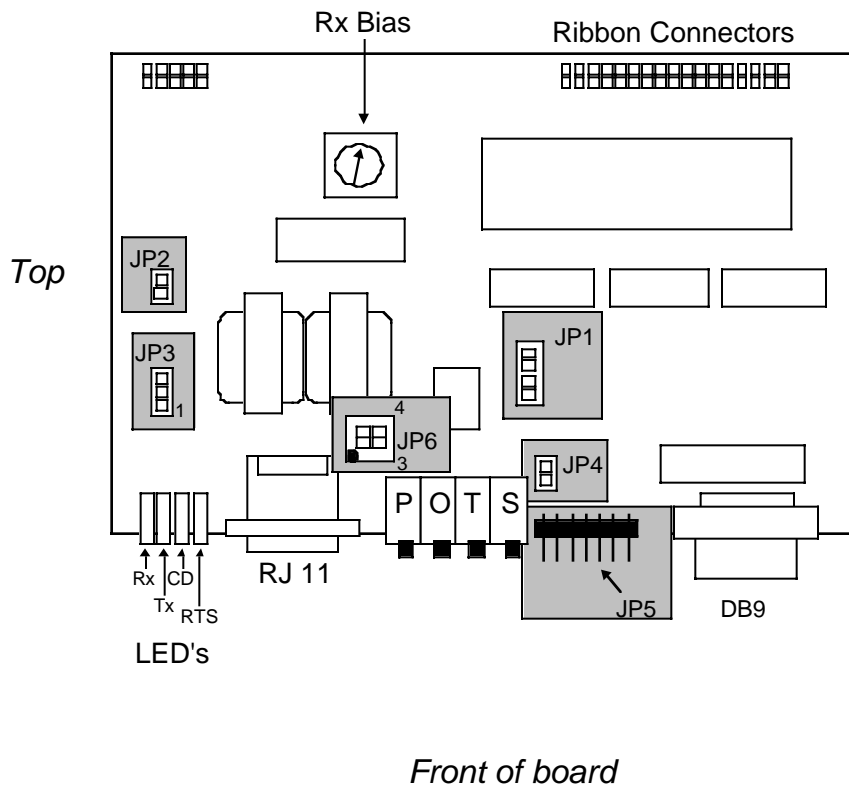 Rx Bias
Ribbon Connectors
Top
JP2
JP3
1
JP1
4
JP6
3
JP4
P O T S
Rx
CD
Tx
RTS
LED's
RJ 11
JP5
DB9
Front of board